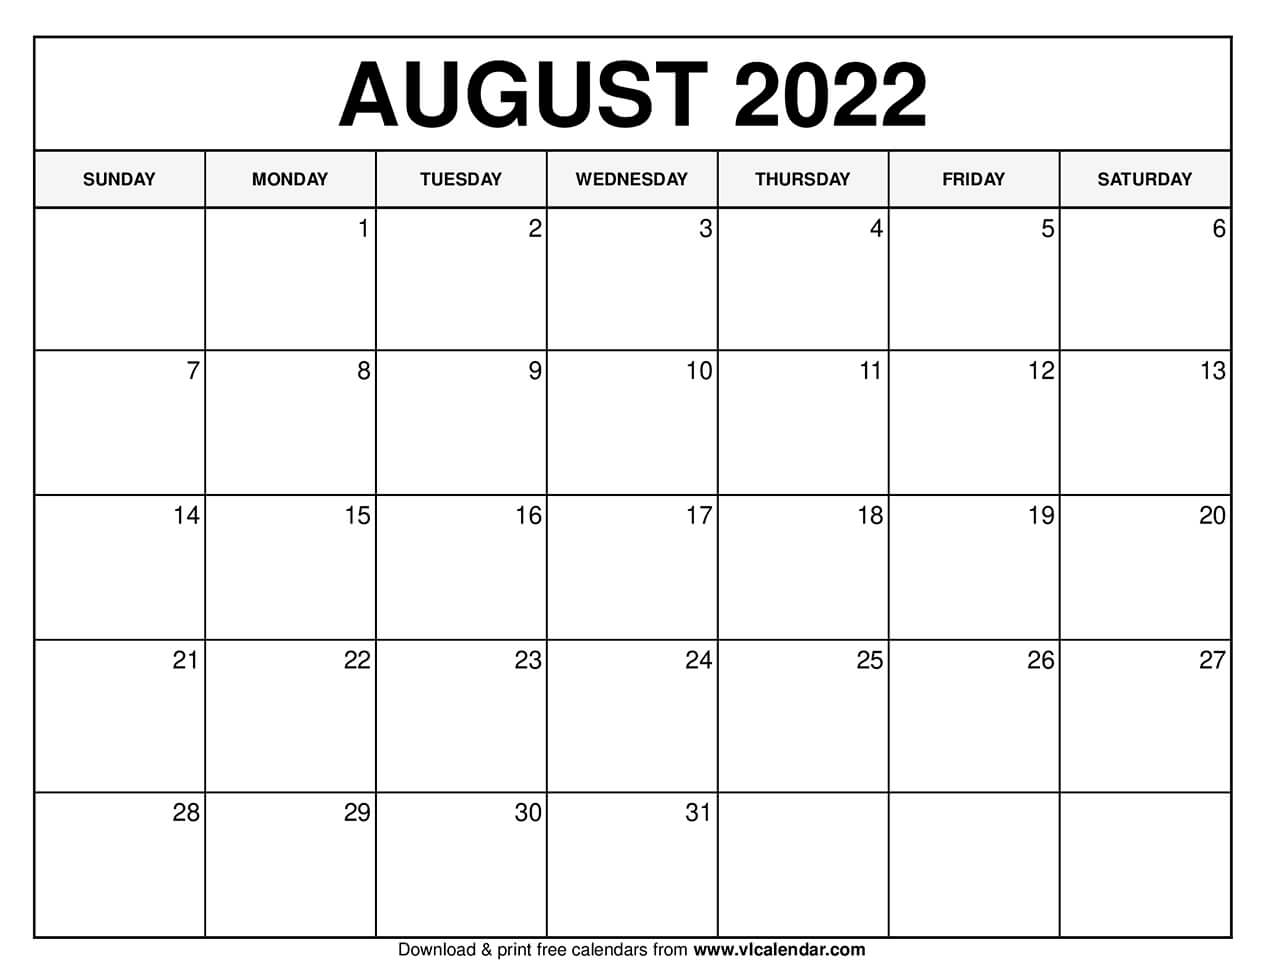 AUGUST 2022
SUNDAY MONDAY TUESDAY WEDNESDAY THURSDAY FRIDAY SATURDAY
1 2 3 4 5 6
7 8 9 10 11 12 13
14 15 16 17 18 19 20
21 22 23 24 25 26 27
28 29 30 31
Download & print free calendars from www.vlcalendar.com